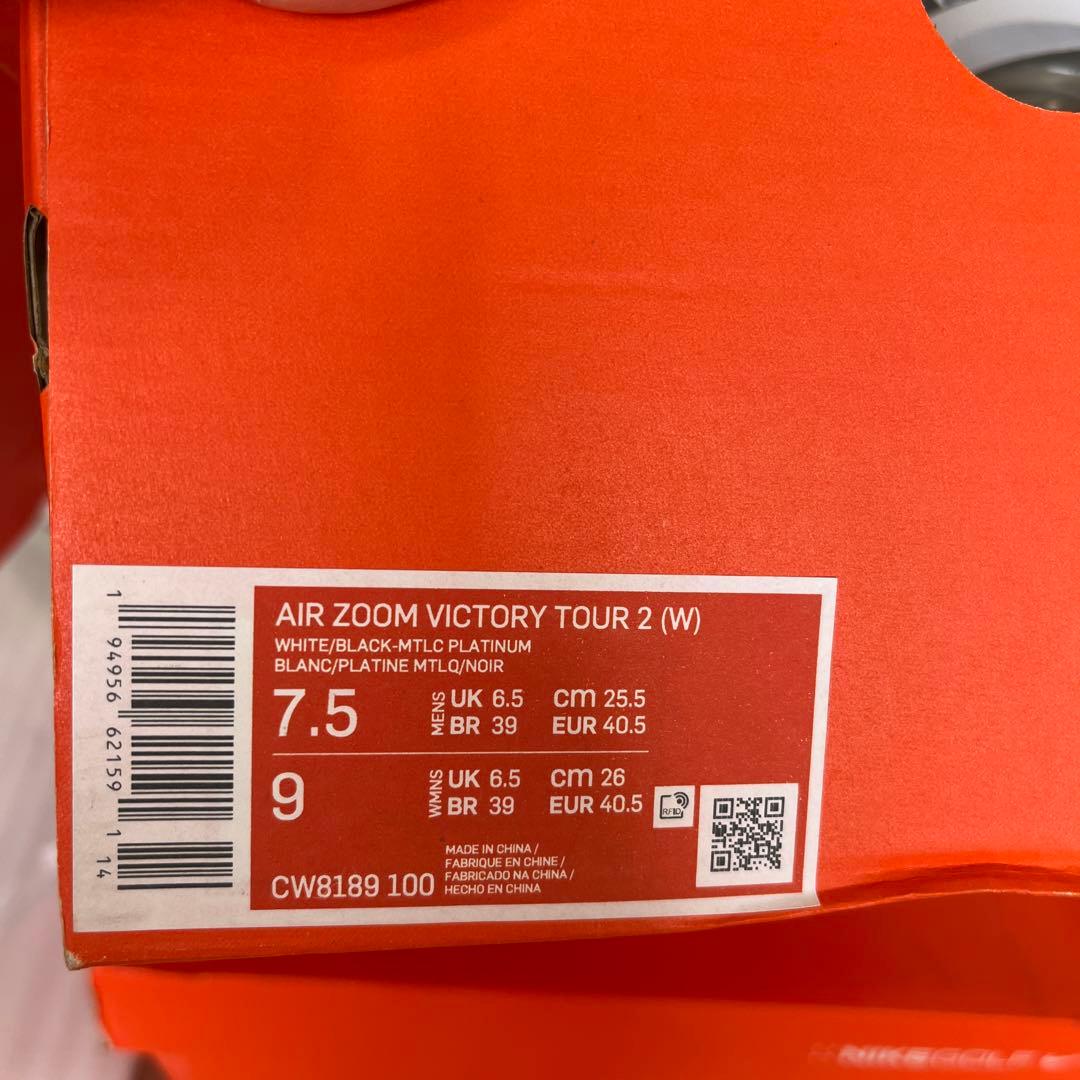 AIR ZOOM VICTORY TOUR 2 (W)
WHITE/BLACK-MTLC PLATINUM
BLANC/PLATINE MTLQ/NOIR
7.5 MENS UK 6.5 cm 25.5
BR 39 EUR 40.5
9 WMNS UK 6.5 cm 26
BR 39 EUR 40.5
RFID
MADE IN CHINA /
FABRIQUE EN CHINE /
FABRICADO NA CHINA /
HECHO EN CHINA
CW8189 100
1 94956 62159 1 14
NIKEGOLF